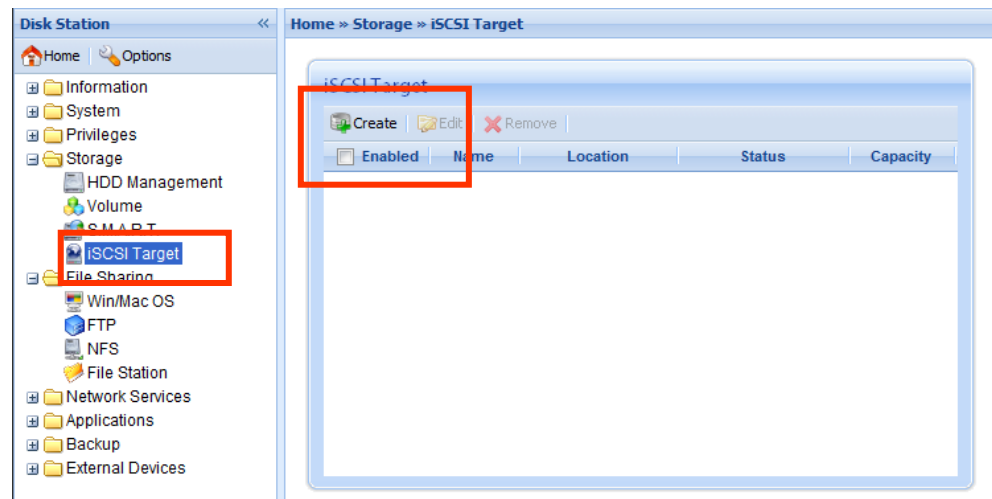 Disk Station «
Home Options
Information
System
Privileges
Storage
HDD Management
Volume
S.M.A.R.T.
iSCSI Target
File Sharing
Win/Mac OS
FTP
NFS
File Station
Network Services
Applications
Backup
External Devices
Home » Storage » iSCSI Target
iSCSI Target
Create Edit Remove
Enabled Name Location Status Capacity